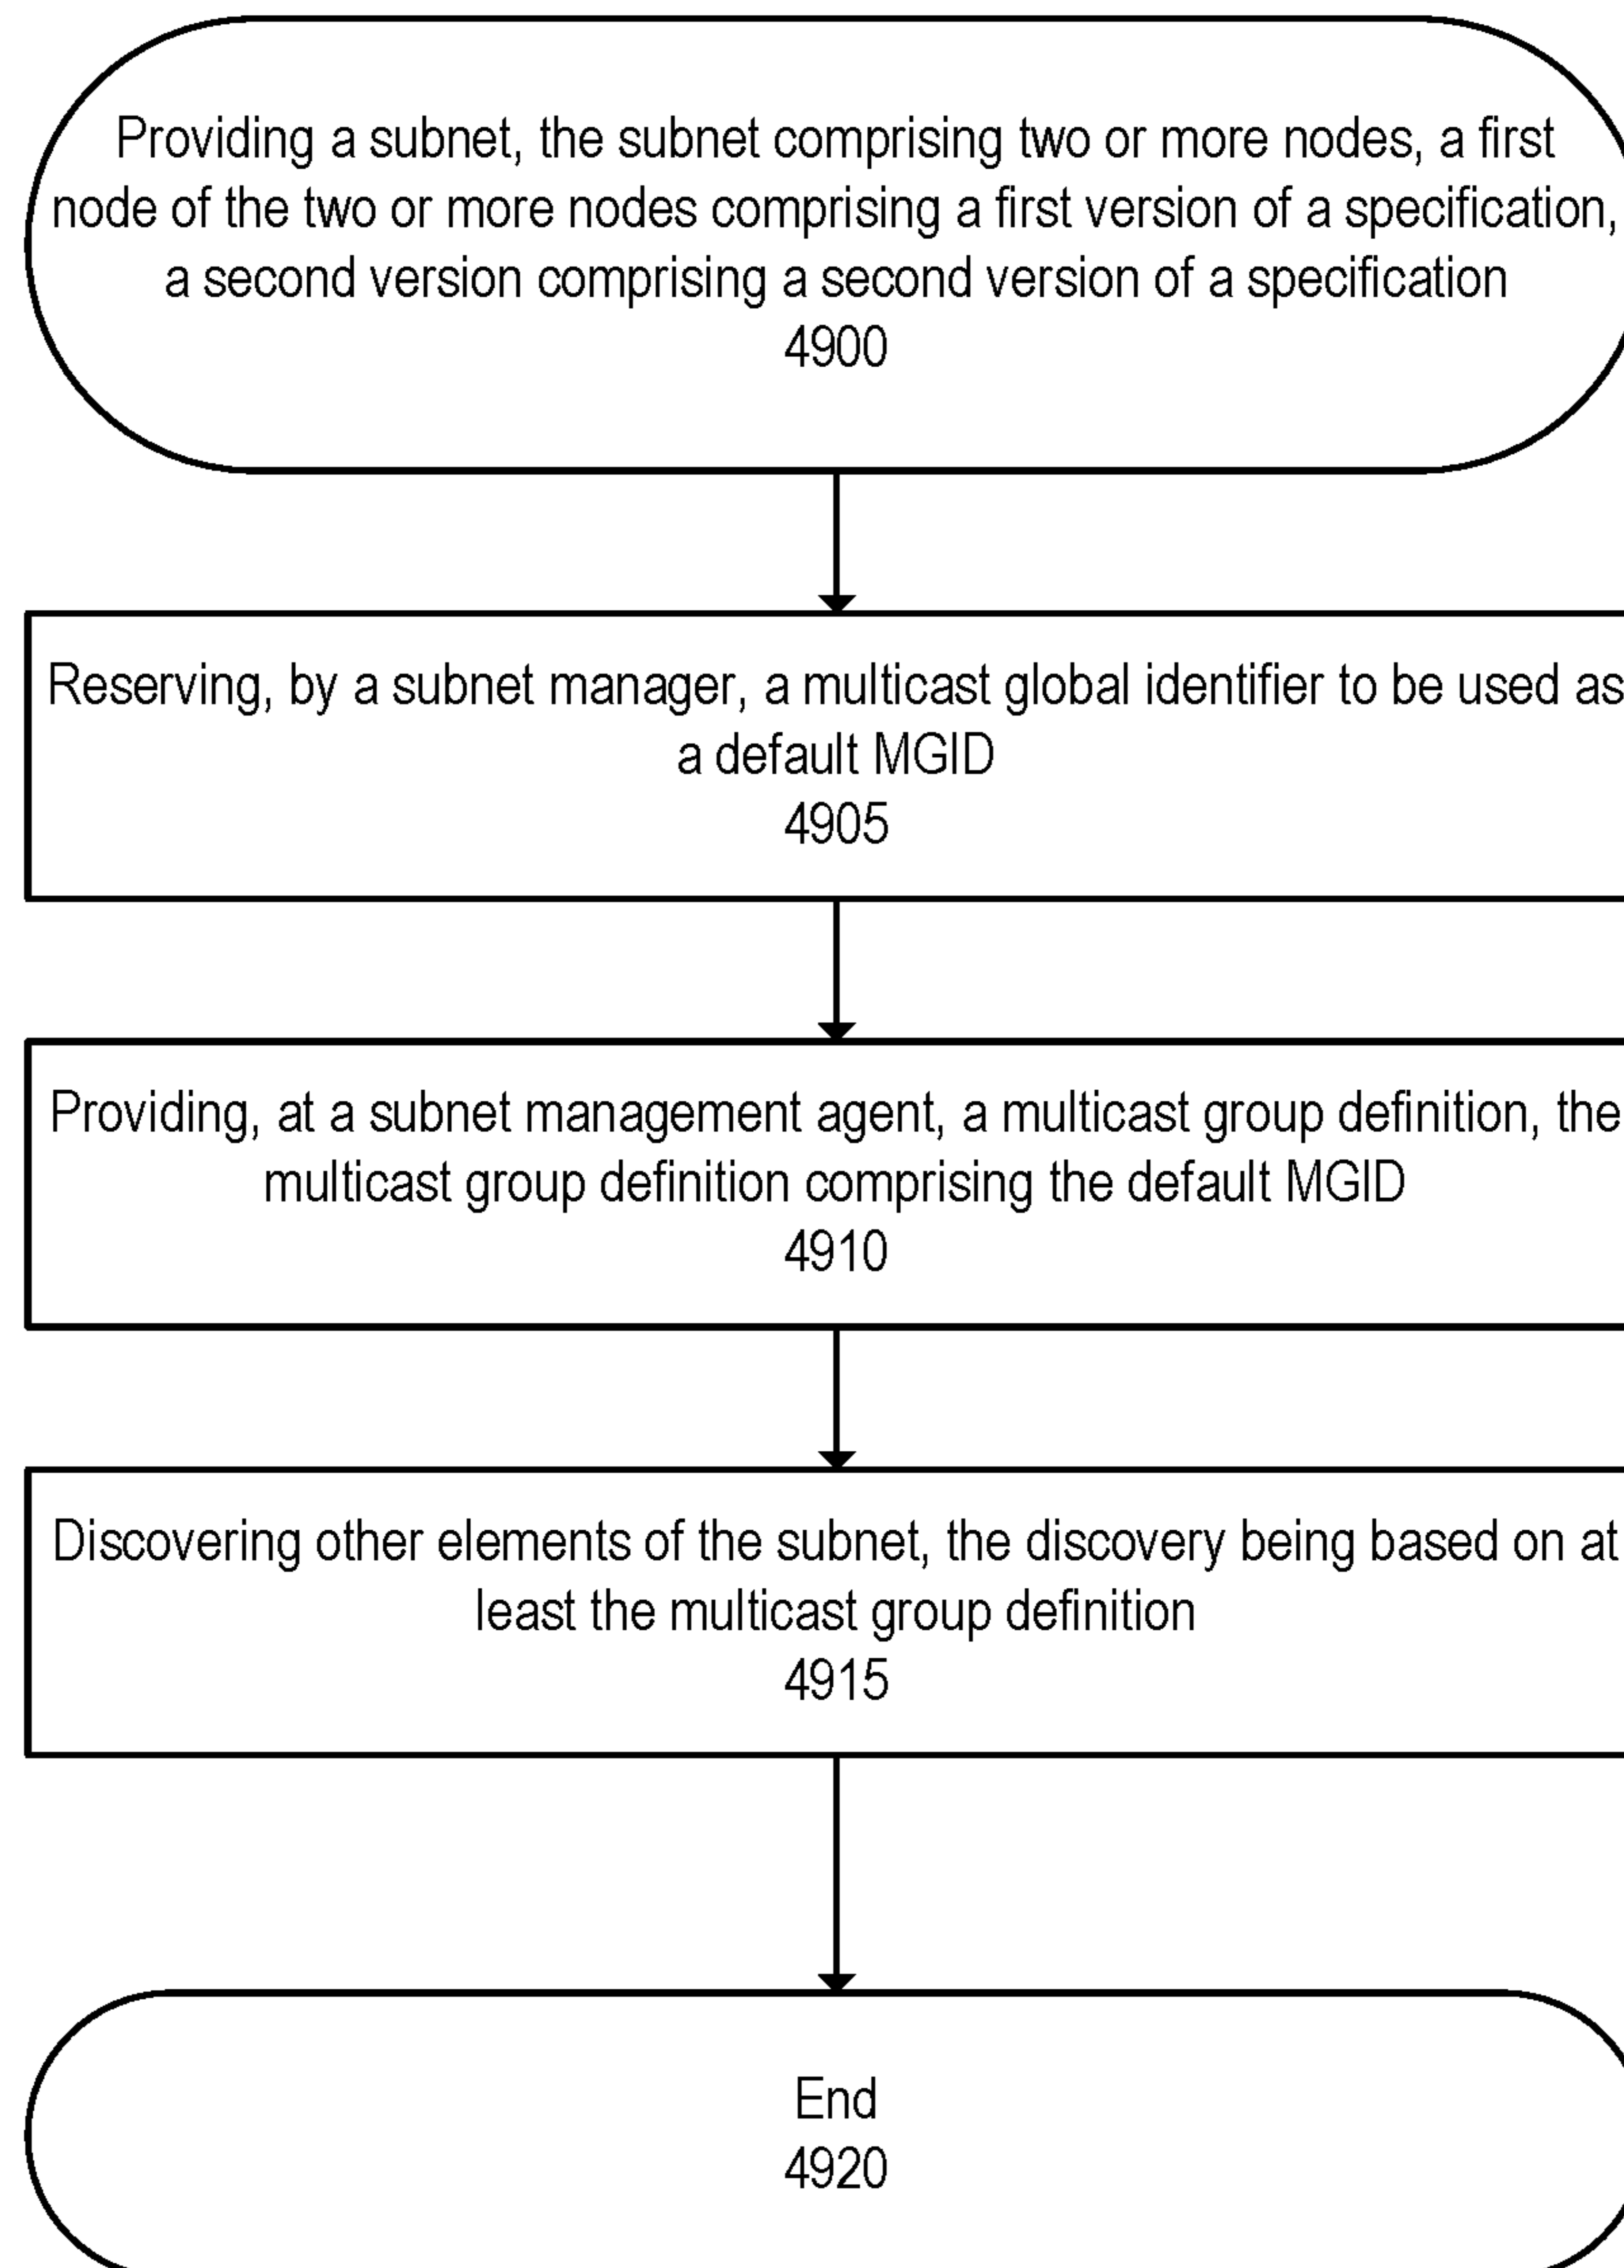 Providing a subnet, the subnet comprising two or more nodes, a first
node of the two or more nodes comprising a first version of a specification,
a second version comprising a second version of a specification
4900
Reserving, by a subnet manager, a multicast global identifier to be used as
a default MGID
4905
Providing, at a subnet management agent, a multicast group definition, the
multicast group definition comprising the default MGID
4910
Discovering other elements of the subnet, the discovery being based on at
least the multicast group definition
4915
End
4920